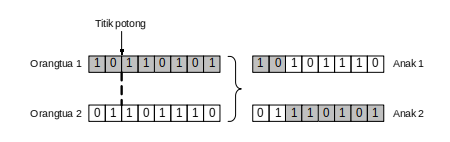 Titik potong
Orangtua 1 1 0 1 1 0 1 0 1 1 0 1 0 1 1 1 0 Anak 1
Orangtua 2 0 1 1 0 1 1 1 0 0 1 1 1 0 1 0 1 Anak 2